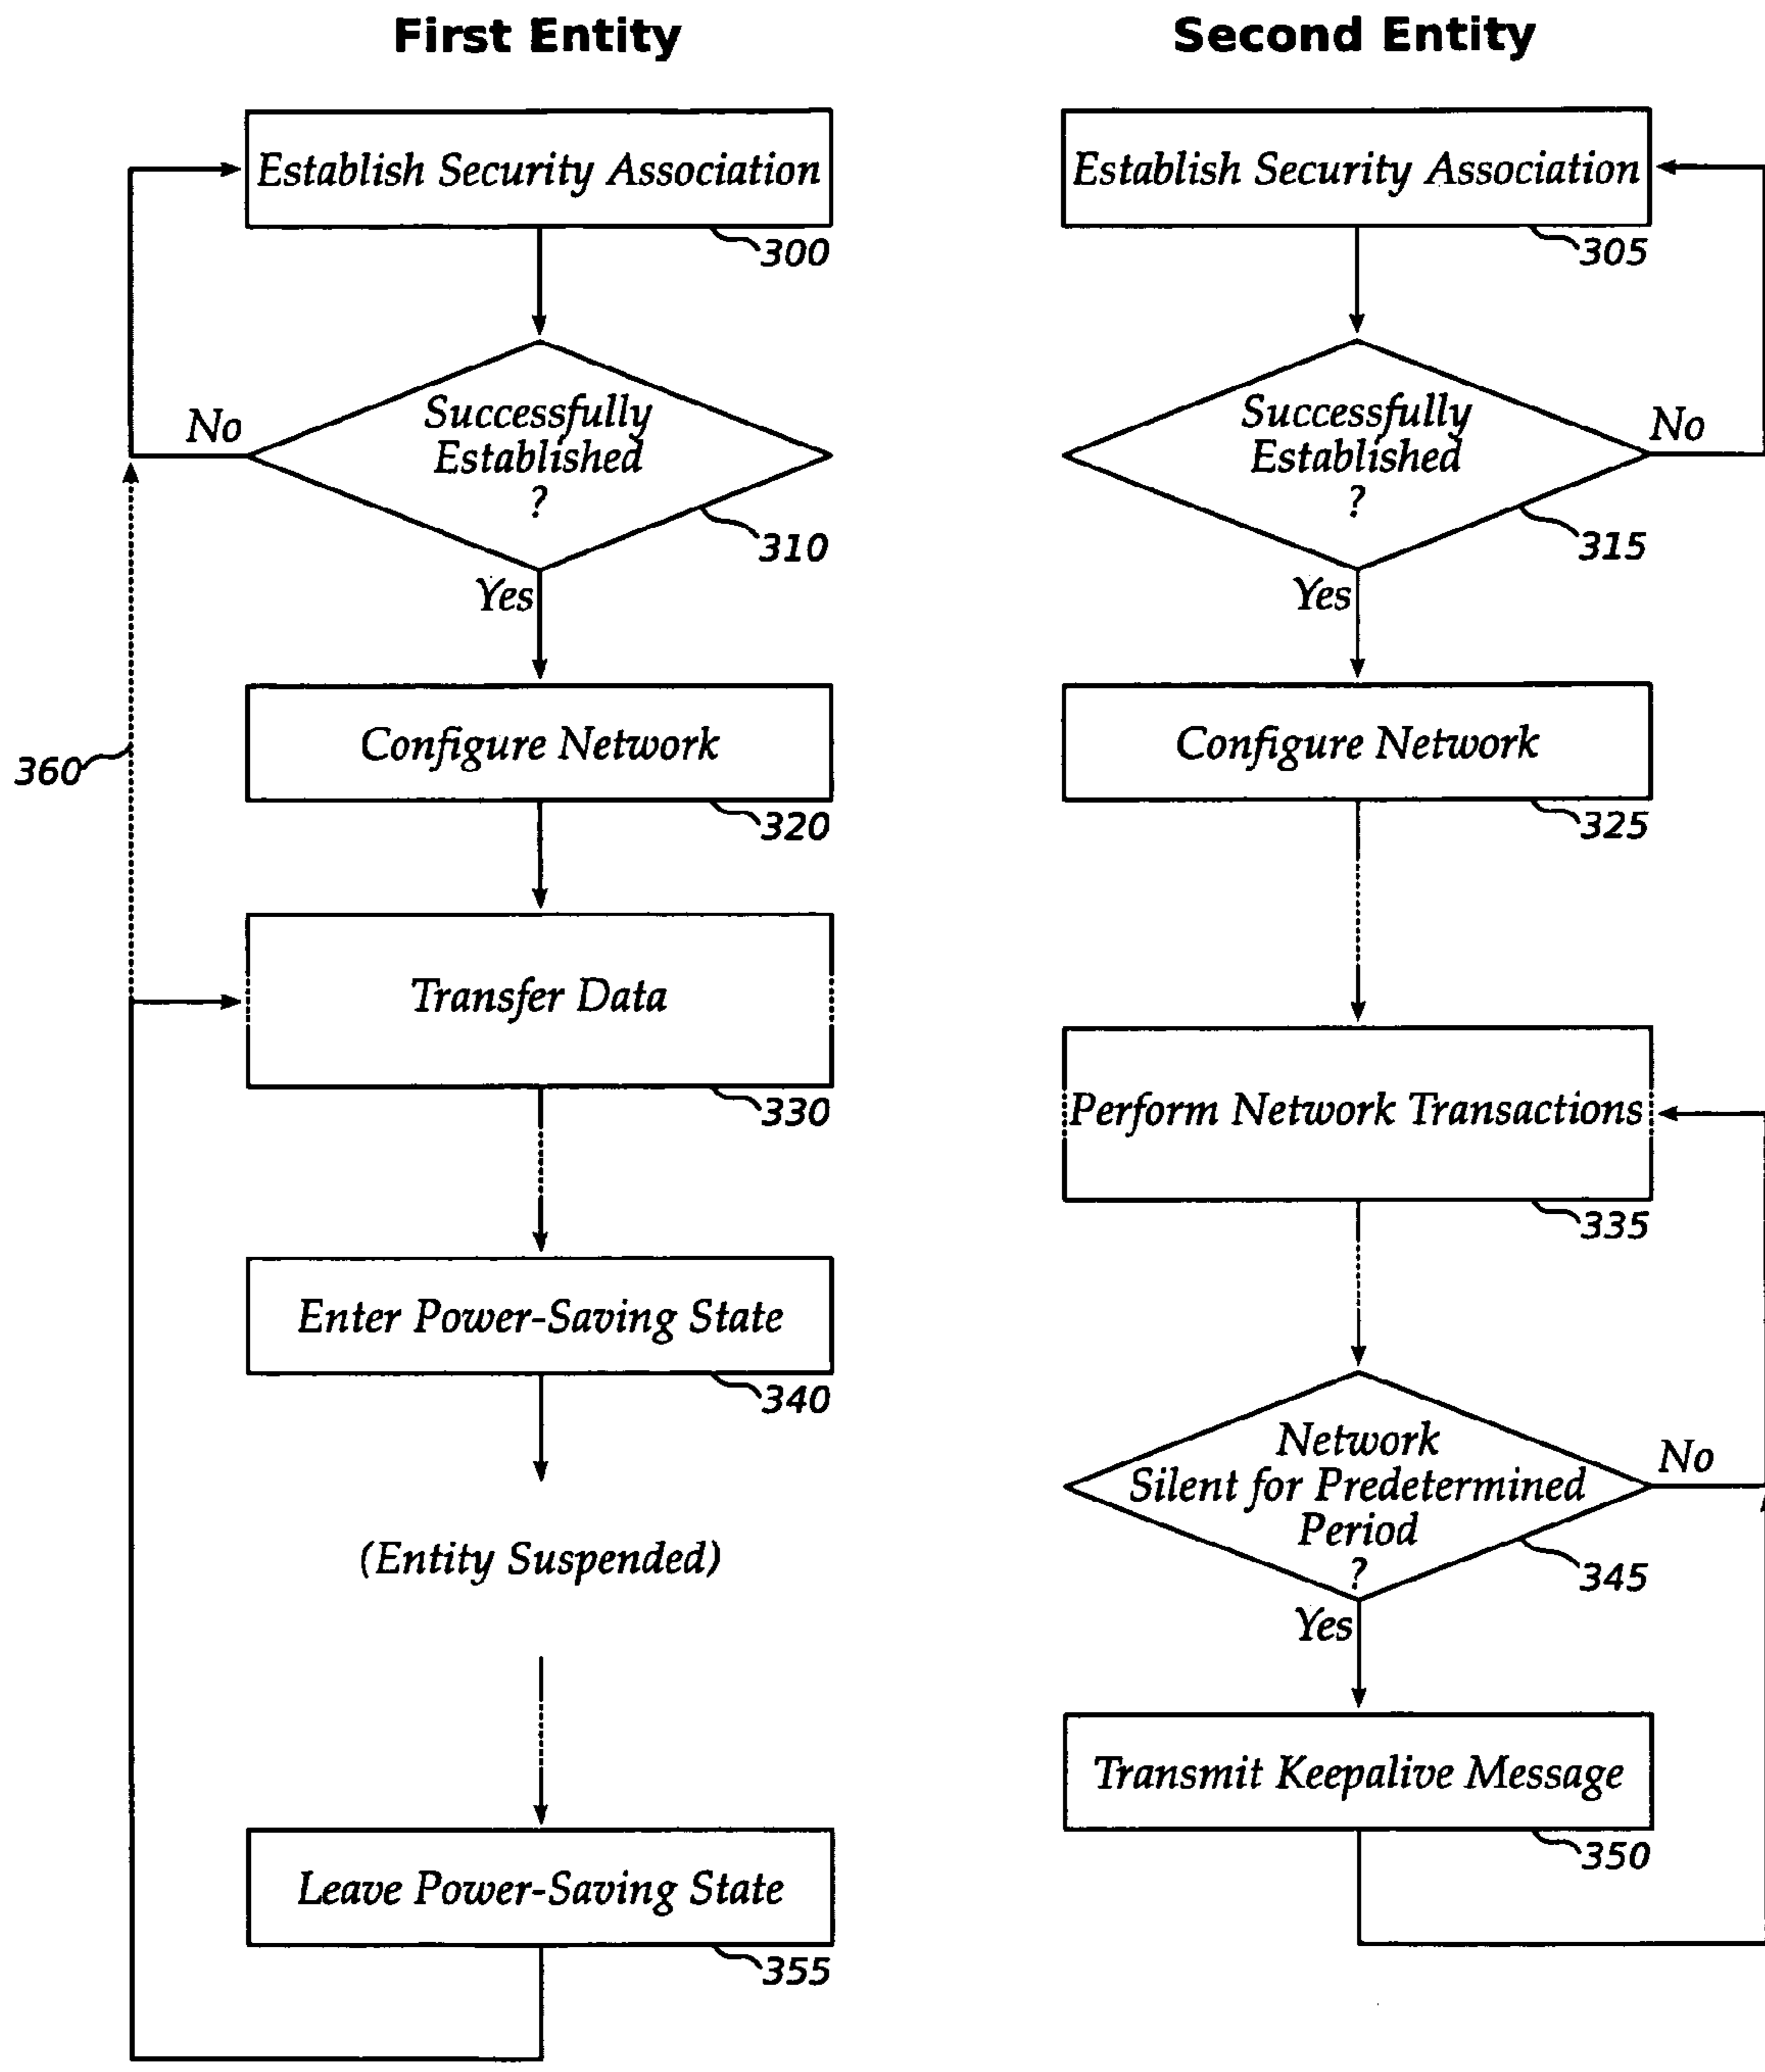 First Entity
Establish Security Association
300
No
Successfully
Established
?
310
Yes
Configure Network
320
360
Transfer Data
330
Enter Power-Saving State
340
(Entity Suspended)
Leave Power-Saving State
355
Second Entity
Establish Security Association
305
Successfully
Established
?
No
315
Yes
Configure Network
325
Perform Network Transactions
335
Network
Silent for Predetermined
Period
?
No
345
Yes
Transmit Keepalive Message
350